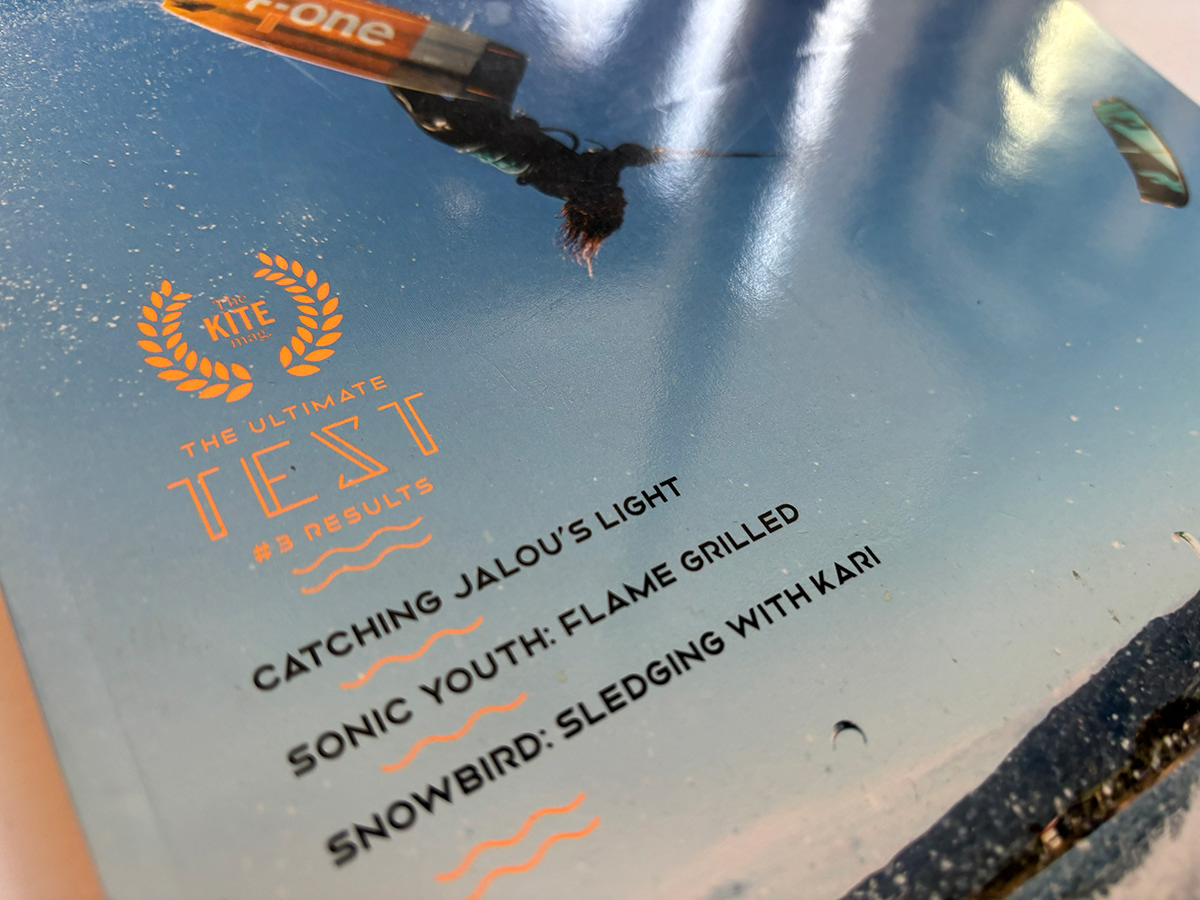 F-one
The
KITE
mag.
THE ULTIMATE
TEST
#3 RESULTS
CATCHING JALOU'S LIGHT
SONIC YOUTH: FLAME GRILLED
SNOWBIRD: SLEDGING WITH KARI